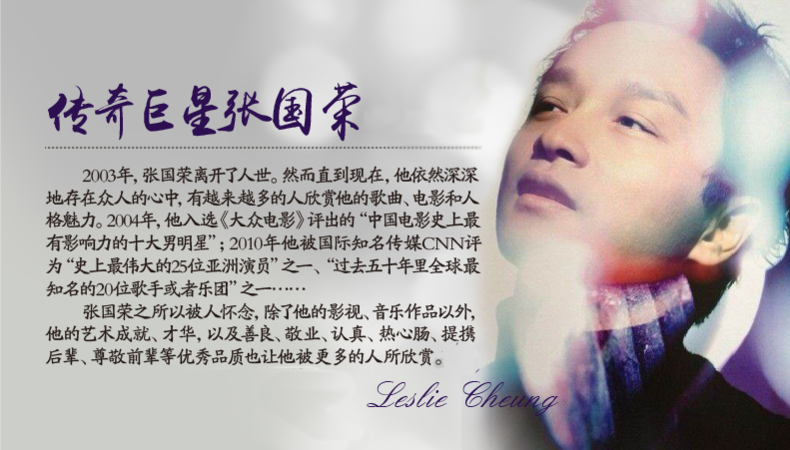 传奇巨星张国荣
2003年，张国荣离开了人世。然而直到现在，他依然深深
地存在众人的心中，有越来越多的人欣赏他的歌曲、电影和人
格魅力。2004年，他入选《大众电影》评出的“中国电影史上最
有影响力的十大男明星”；2010年他被国际知名传媒CNN评
为“史上最伟大的25位亚洲演员”之一、“过去五十年里全球最
知名的20位歌手或者乐团”之一……
张国荣之所以被人怀念，除了他的影视、音乐作品以外，
他的艺术成就、才华，以及善良、敬业、认真、热心肠、提携
后辈、尊敬前辈等优秀品质也让他被更多的人所欣赏。
Leslie Cheung